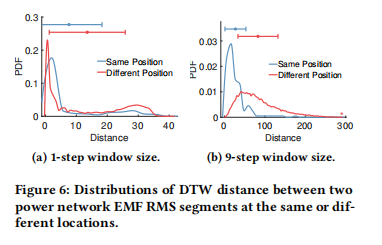 0.3
0.2
0.1
0
PDF
Same Position
Different Position
0 10 20 30 40
Distance
(a) 1-step window size.
0.03
0.02
0.01
0
PDF
Same Position
Different Position
0 100 200 300
Distance
(b) 9-step window size.
Figure 6: Distributions of DTW distance between two
power network EMF RMS segments at the same or dif-
ferent locations.